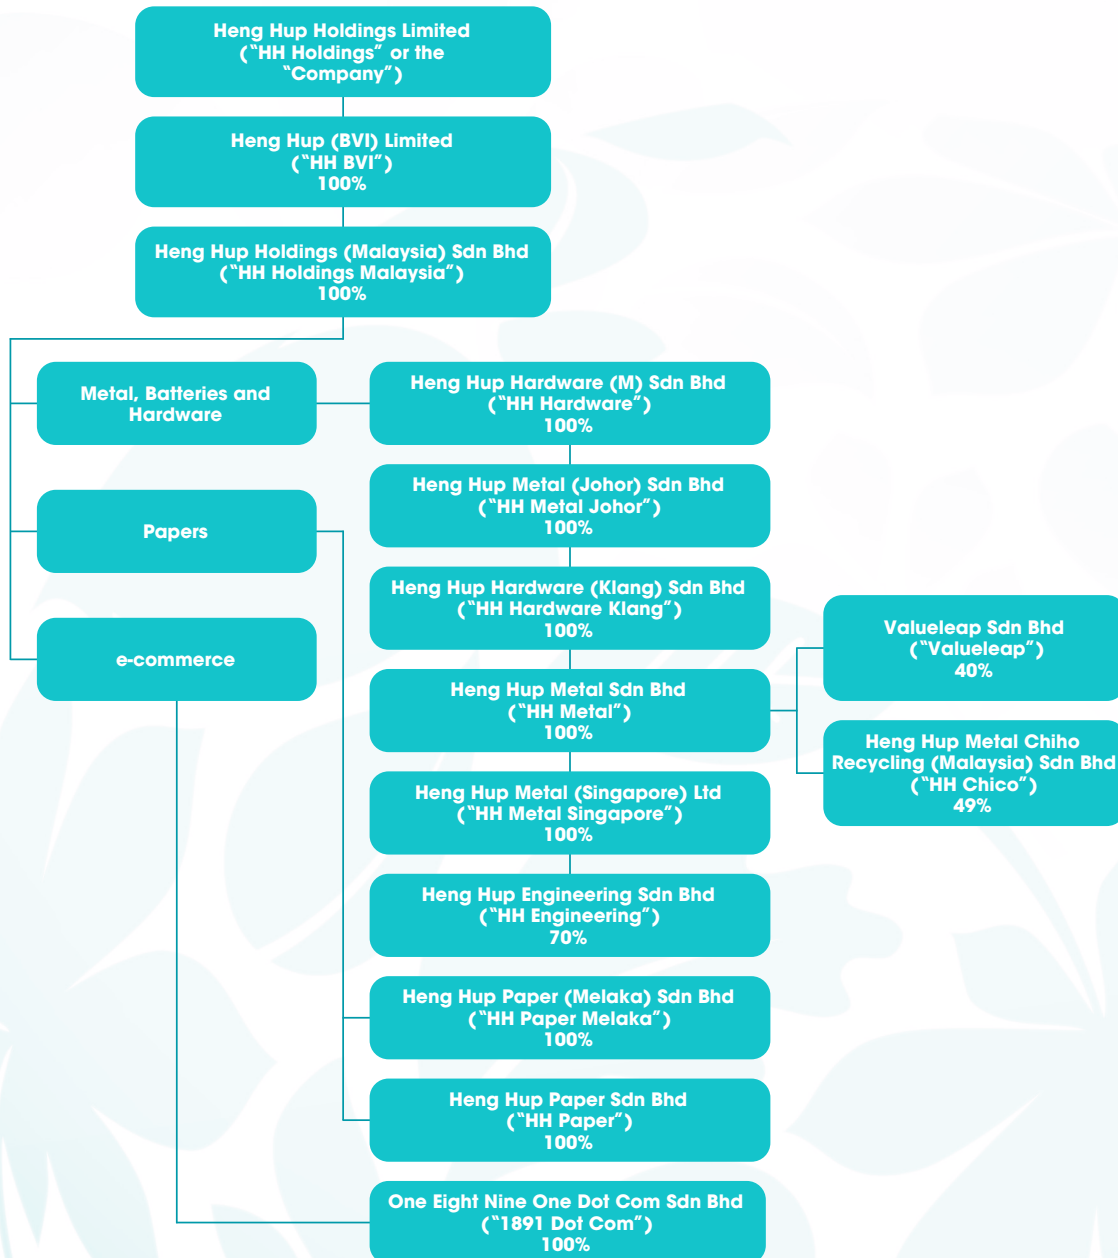 Heng Hup Holdings Limited
(“HH Holdings” or the
“Company”)
Heng Hup (BVI) Limited
(“HH BVI”)
100%
Heng Hup Holdings (Malaysia) Sdn Bhd
(“HH Holdings Malaysia”)
100%
Metal, Batteries and
Hardware
Heng Hup Hardware (M) Sdn Bhd
(“HH Hardware”)
100%
Heng Hup Metal (Johor) Sdn Bhd
(“HH Metal Johor”)
100%
Papers
Heng Hup Hardware (Klang) Sdn Bhd
(“HH Hardware Klang”)
100%
e-commerce
Valueleap Sdn Bhd
(“Valueleap”)
40%
Heng Hup Metal Sdn Bhd
(“HH Metal”)
100%
Heng Hup Metal Chiho
Recycling (Malaysia) Sdn Bhd
(“HH Chico”)
49%
Heng Hup Metal (Singapore) Ltd
(“HH Metal Singapore”)
100%
Heng Hup Engineering Sdn Bhd
(“HH Engineering”)
70%
Heng Hup Paper (Melaka) Sdn Bhd
(“HH Paper Melaka”)
100%
Heng Hup Paper Sdn Bhd
(“HH Paper”)
100%
One Eight Nine One Dot Com Sdn Bhd
(“1891 Dot Com”)
100%